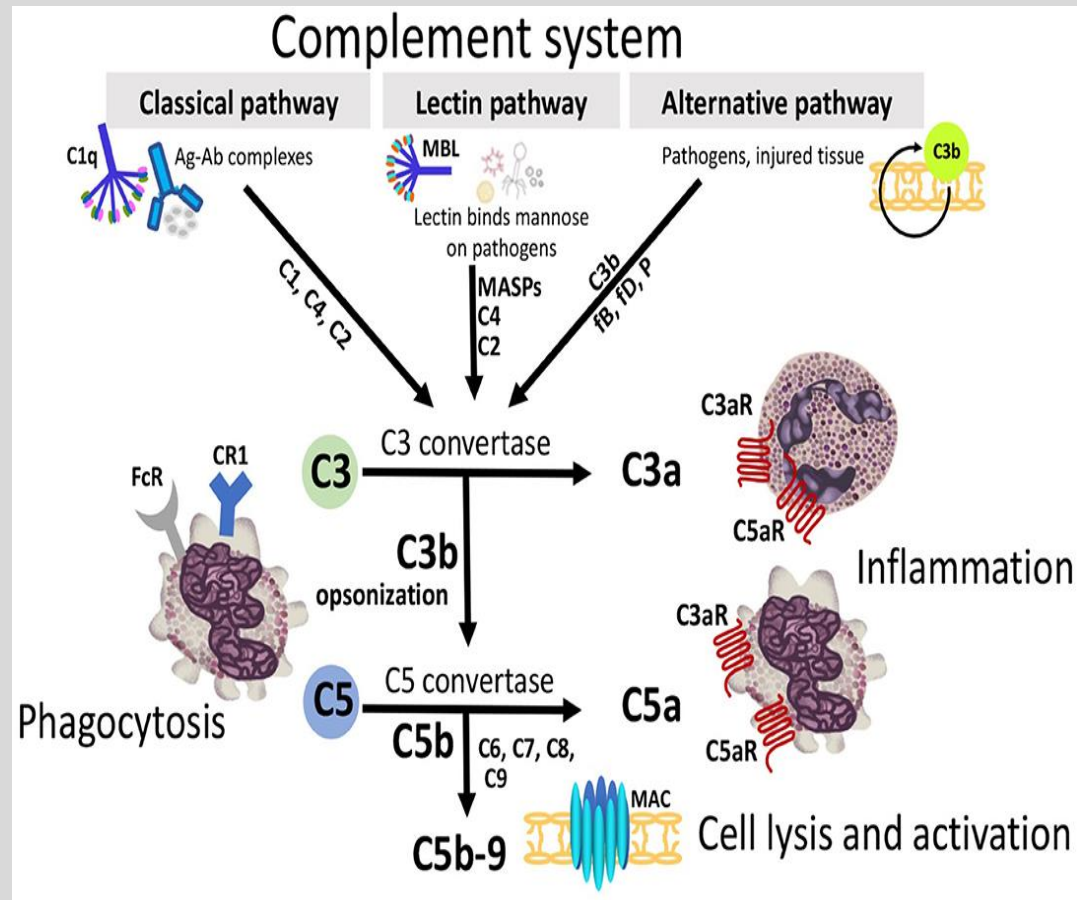 Complement system
Classical pathway
Lectin pathway
Alternative pathway
C1q
Ag-Ab complexes
MBL
Lectin binds mannose
on pathogens
Pathogens, injured tissue
C3b
C1, C4, C2
MASPs
C4
C2
C3b
fB, fD, P
C3 convertase
C3
C3a
C3aR
C5aR
Inflammation
FcR
CR1
C3b
opsonization
Phagocytosis
C5 convertase
C5
C5a
C3aR
C5aR
C5b
C6, C7, C8,
C9
C5b-9
MAC
Cell lysis and activation